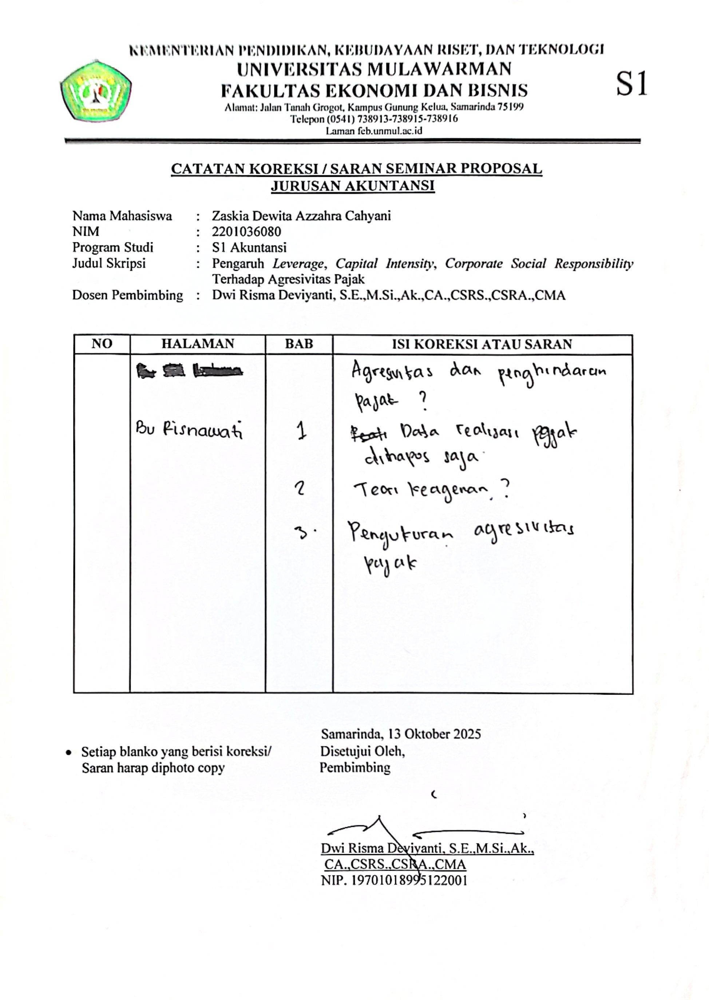 KEMENTERIAN PENDIDIKAN, KEBUDAYAAN RISET, DAN TEKNOLOGI
UNIVERSITAS MULAWARMAN
FAKULTAS EKONOMI DAN BISNIS
S1
Alamat: Jalan Tanah Grogot, Kampus Gunung Kelua, Samarinda 75199
Telepon (0541) 738913-738915-738916
Laman feb.unmul.ac.id
CATATAN KOREKSI / SARAN SEMINAR PROPOSAL
JURUSAN AKUNTANSI
Nama Mahasiswa : Zaskia Dewita Azzahra Cahyani
NIM : 2201036080
Program Studi : S1 Akuntansi
Judul Skripsi : Pengaruh Leverage, Capital Intensity, Corporate Social Responsibility
Terhadap Agresivitas Pajak
Dosen Pembimbing : Dwi Risma Deviyanti, S.E.,M.Si.,Ak.,CA.,CSRS.,CSRA.,CMA
NO HALAMAN BAB ISI KOREKSI ATAU SARAN
Agresivitas dan penghindaran
pajak ?
Bu Risnawati 1 Data realisasi pajak
dihapus saja.
2 Teori keagenan ?
3. Pengukuran agresivitas
pajak
Samarinda, 13 Oktober 2025
• Setiap blanko yang berisi koreksi/ Disetujui Oleh,
Saran harap diphoto copy Pembimbing
Dwi Risma Deviyanti, S.E.,M.Si.,Ak.,
CA.,CSRS.,CSRA.,CMA
NIP. 19701018995122001